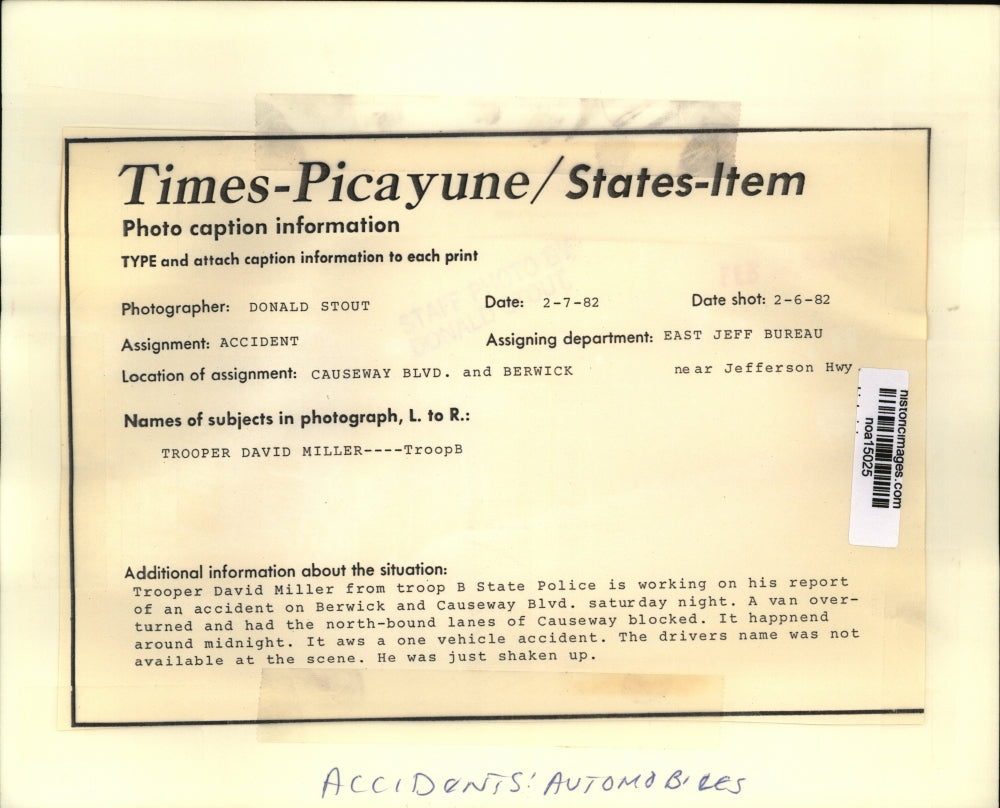 Times-Picayune/States-Item
Photo caption information
TYPE and attach caption information to each print
STAFF PHOTO BY
DONALD STOUT
FEB
Photographer: DONALD STOUT Date: 2-7-82 Date shot: 2-6-82
Assignment: ACCIDENT Assigning department: EAST JEFF BUREAU
Location of assignment: CAUSEWAY BLVD. and BERWICK near Jefferson Hwy.
Names of subjects in photograph, L. to R.:
TROOPER DAVID MILLER----TroopB
historicimages.com
noa15025
Additional information about the situation:
Trooper David Miller from troop B State Police is working on his report
of an accident on Berwick and Causeway Blvd. saturday night. A van over-
turned and had the north-bound lanes of Causeway blocked. It happnend
around midnight. It aws a one vehicle accident. The drivers name was not
available at the scene. He was just shaken up.
ACCIDENTS: AUTOMOBILES